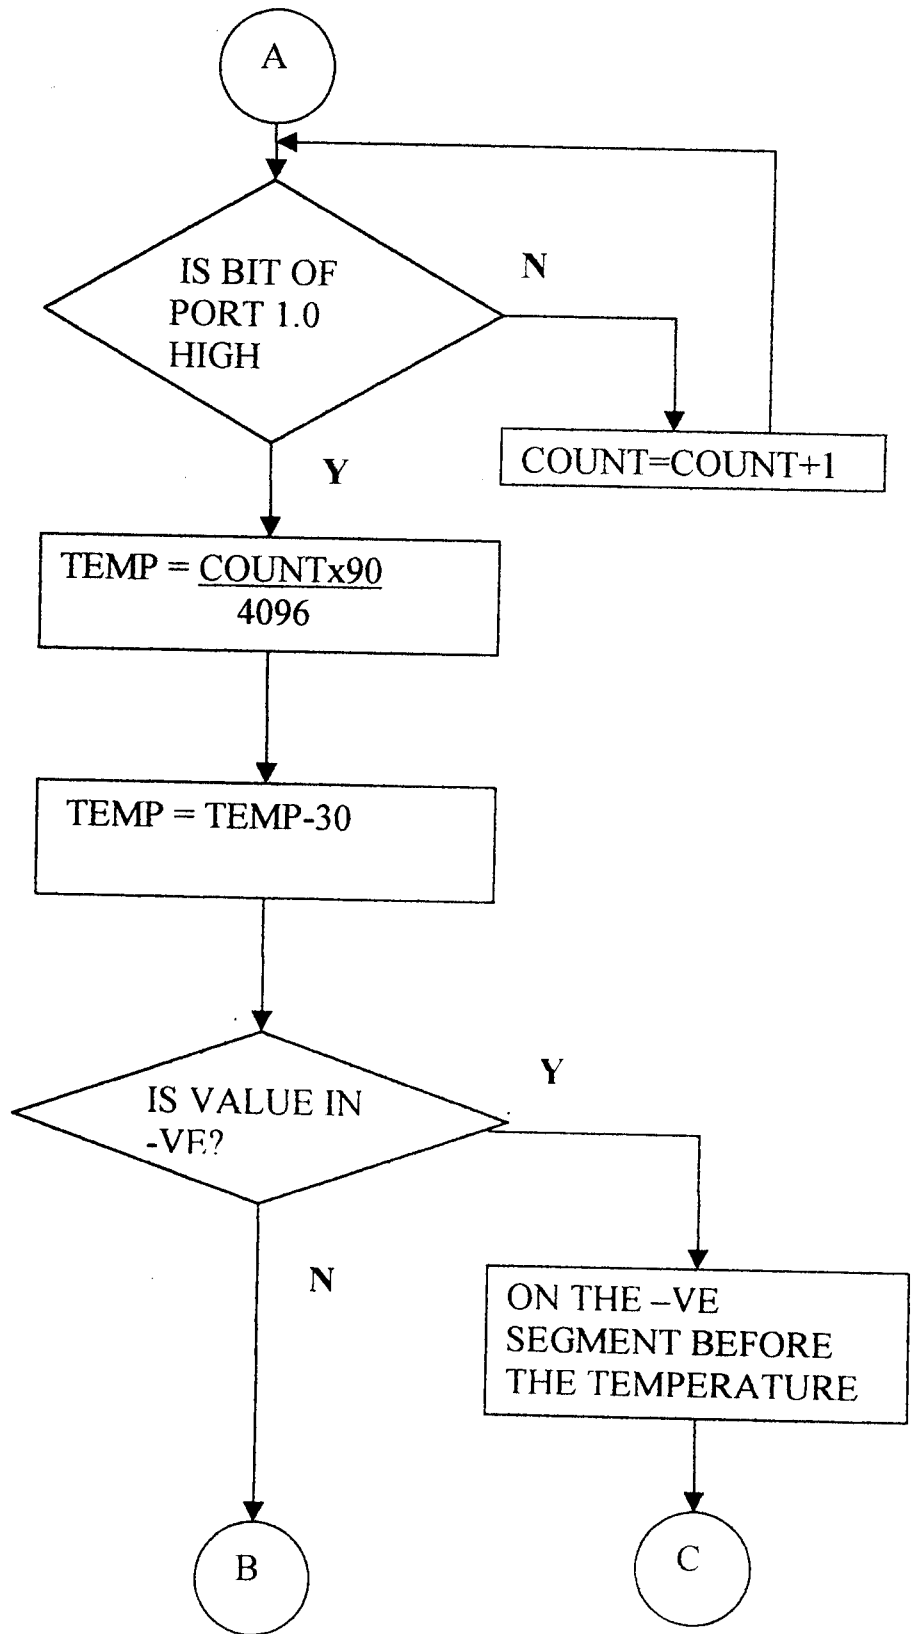 A
IS BIT OF
PORT 1.0
HIGH
N
Y
COUNT=COUNT+1
TEMP = COUNTx90
4096
TEMP = TEMP-30
IS VALUE IN
-VE?
Y
N
ON THE –VE
SEGMENT BEFORE
THE TEMPERATURE
B
C